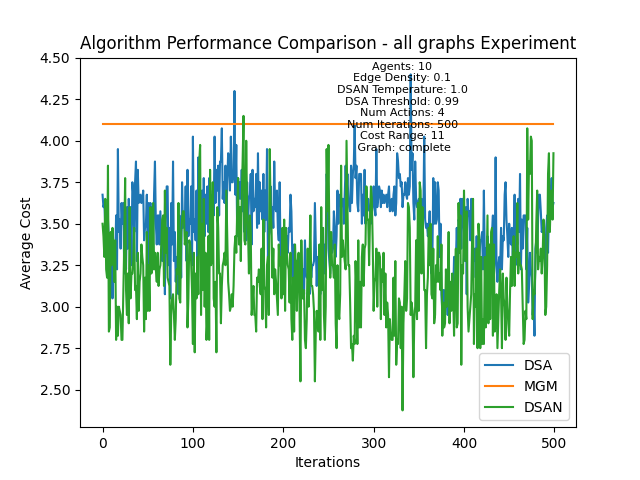 Algorithm Performance Comparison - all graphs Experiment
Agents: 10
Edge Density: 0.1
DSAN Temperature: 1.0
DSA Threshold: 0.99
Num Actions: 4
Num Iterations: 500
Cost Range: 11
Graph: complete
4.50
4.25
4.00
3.75
3.50
3.25
3.00
2.75
2.50
Average Cost
0
100
200
300
400
500
Iterations
DSA
MGM
DSAN